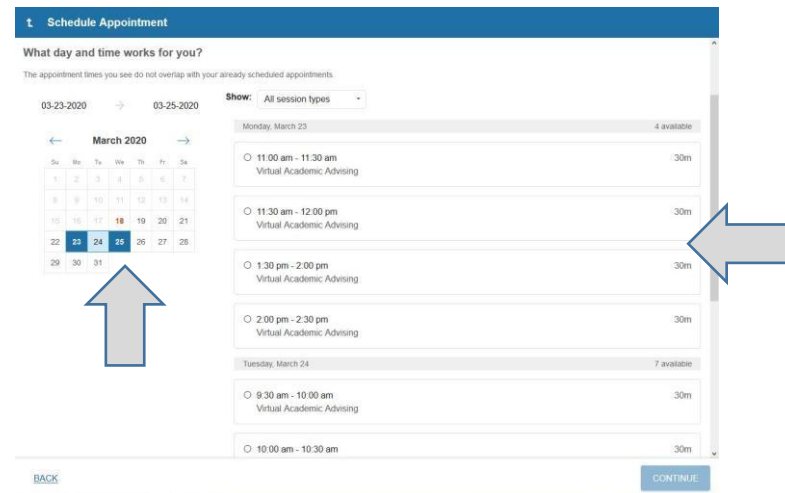 Schedule Appointment
What day and time works for you?
The appointment times you see do not overlap with your already scheduled appointments.
03-23-2020 → 03-25-2020
← March 2020 →
Su Mo Tu We Th Fr Sa
1 2 3 4 5 6 7
8 9 10 11 12 13 14
15 16 17 18 19 20 21
22 23 24 25 26 27 28
29 30 31
Show: All session types
Monday, March 23 4 available
11:00 am - 11:30 am 30m
Virtual Academic Advising
11:30 am - 12:00 pm 30m
Virtual Academic Advising
1:30 pm - 2:00 pm 30m
Virtual Academic Advising
2:00 pm - 2:30 pm 30m
Virtual Academic Advising
Tuesday, March 24 7 available
9:30 am - 10:00 am 30m
Virtual Academic Advising
10:00 am - 10:30 am 30m
BACK CONTINUE